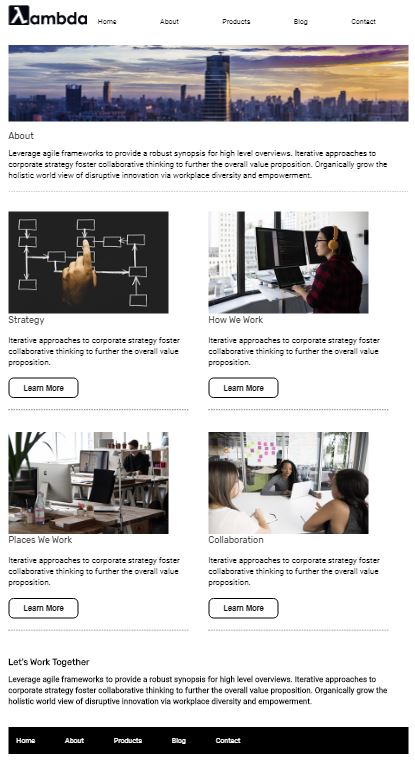 λambda
Home About Products Blog Contact
About
Leverage agile frameworks to provide a robust synopsis for high level overviews. Iterative approaches to
corporate strategy foster collaborative thinking to further the overall value proposition. Organically grow the
holistic world view of disruptive innovation via workplace diversity and empowerment.
Strategy
Iterative approaches to corporate strategy foster
collaborative thinking to further the overall value
proposition.
Learn More
How We Work
Iterative approaches to corporate strategy foster
collaborative thinking to further the overall value
proposition.
Learn More
Places We Work
Iterative approaches to corporate strategy foster
collaborative thinking to further the overall value
proposition.
Learn More
Collaboration
Iterative approaches to corporate strategy foster
collaborative thinking to further the overall value
proposition.
Learn More
Let's Work Together
Leverage agile frameworks to provide a robust synopsis for high level overviews. Iterative approaches to
corporate strategy foster collaborative thinking to further the overall value proposition. Organically grow the
holistic world view of disruptive innovation via workplace diversity and empowerment.
Home About Products Blog Contact